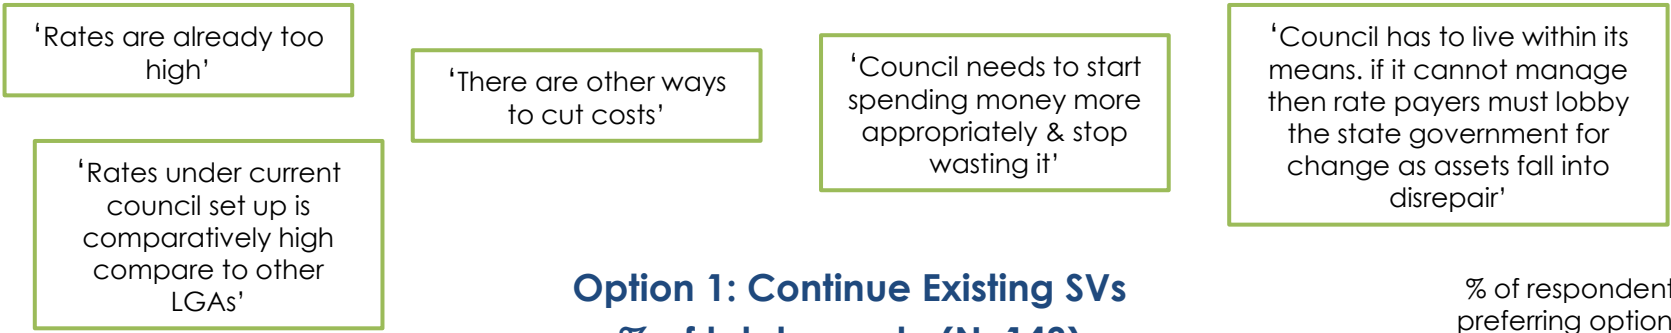 ‘Rates are already too
high’
‘There are other ways
to cut costs’
‘Council needs to start
spending money more
appropriately & stop
wasting it’
‘Council has to live within its
means. if it cannot manage
then rate payers must lobby
the state government for
change as assets fall into
disrepair’
‘Rates under current
council set up is
comparatively high
compare to other
LGAs’
Option 1: Continue Existing SVs
% of respondent
preferring option